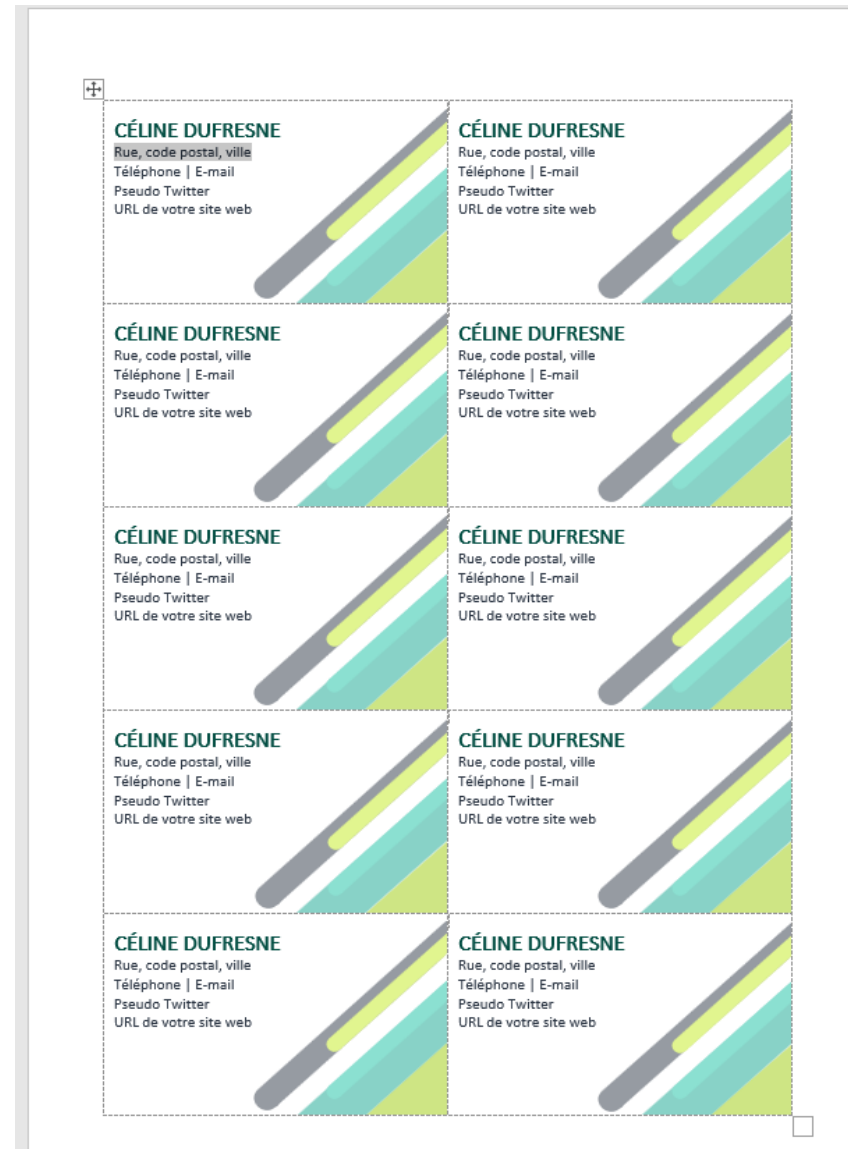 CÉLINE DUFRESNE
Rue, code postal, ville
Téléphone | E-mail
Pseudo Twitter
URL de votre site web
CÉLINE DUFRESNE
Rue, code postal, ville
Téléphone | E-mail
Pseudo Twitter
URL de votre site web
CÉLINE DUFRESNE
Rue, code postal, ville
Téléphone | E-mail
Pseudo Twitter
URL de votre site web
CÉLINE DUFRESNE
Rue, code postal, ville
Téléphone | E-mail
Pseudo Twitter
URL de votre site web
CÉLINE DUFRESNE
Rue, code postal, ville
Téléphone | E-mail
Pseudo Twitter
URL de votre site web
CÉLINE DUFRESNE
Rue, code postal, ville
Téléphone | E-mail
Pseudo Twitter
URL de votre site web
CÉLINE DUFRESNE
Rue, code postal, ville
Téléphone | E-mail
Pseudo Twitter
URL de votre site web
CÉLINE DUFRESNE
Rue, code postal, ville
Téléphone | E-mail
Pseudo Twitter
URL de votre site web
CÉLINE DUFRESNE
Rue, code postal, ville
Téléphone | E-mail
Pseudo Twitter
URL de votre site web
CÉLINE DUFRESNE
Rue, code postal, ville
Téléphone | E-mail
Pseudo Twitter
URL de votre site web